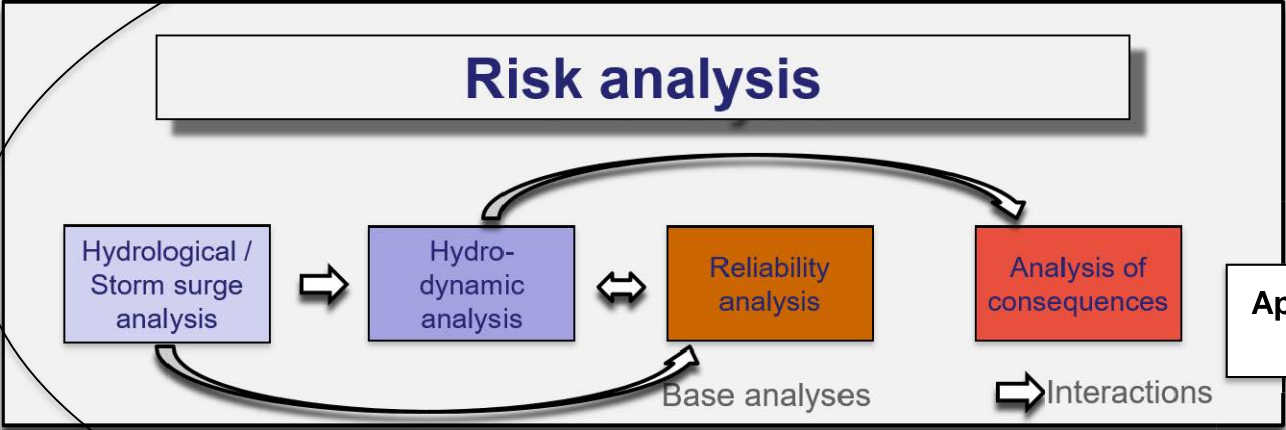 Risk analysis
Hydrological /
Storm surge
analysis
Hydro-
dynamic
analysis
Reliability
analysis
Analysis of
consequences
Base analyses
Interactions